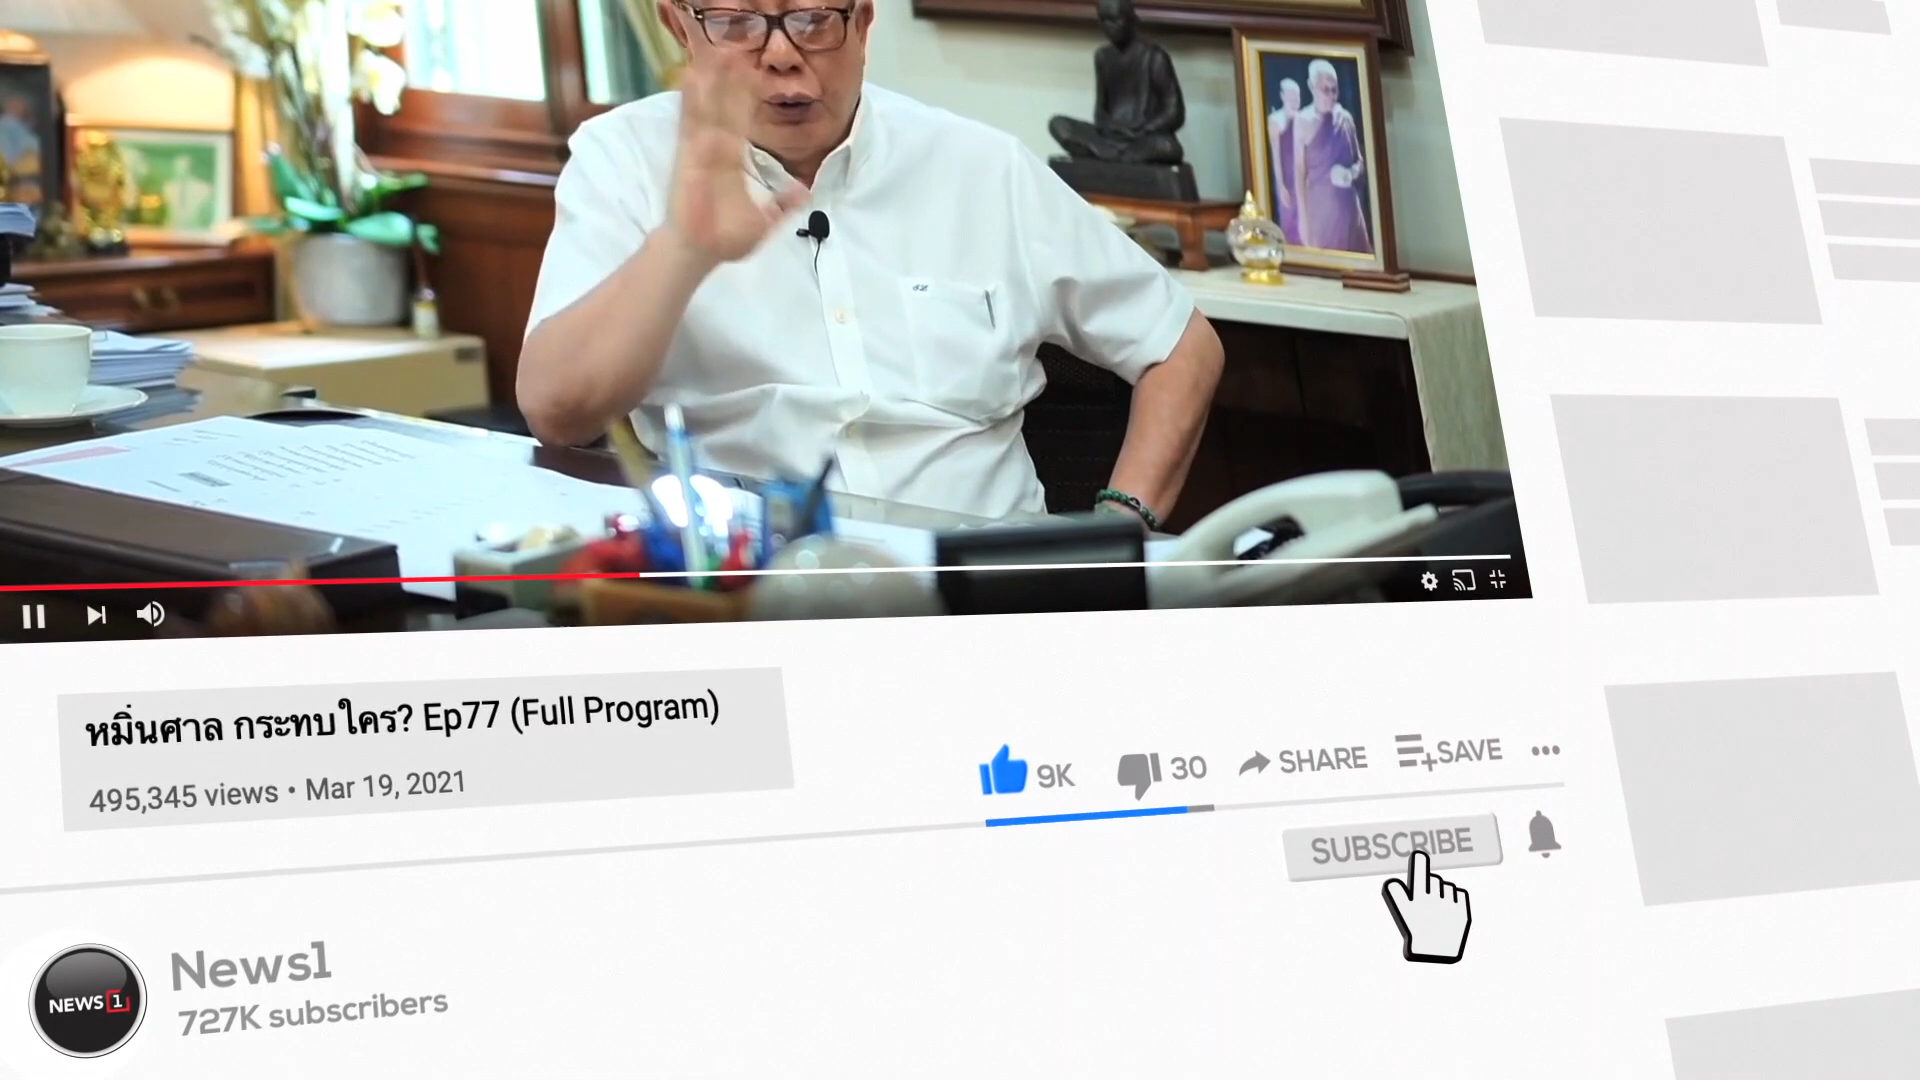 หมิ่นศาล กระทบใคร? Ep77 (Full Program)
495,345 views • Mar 19, 2021
9K
30
SHARE
SAVE
SUBSCRIBE
News1
727K subscribers
NEWS 1